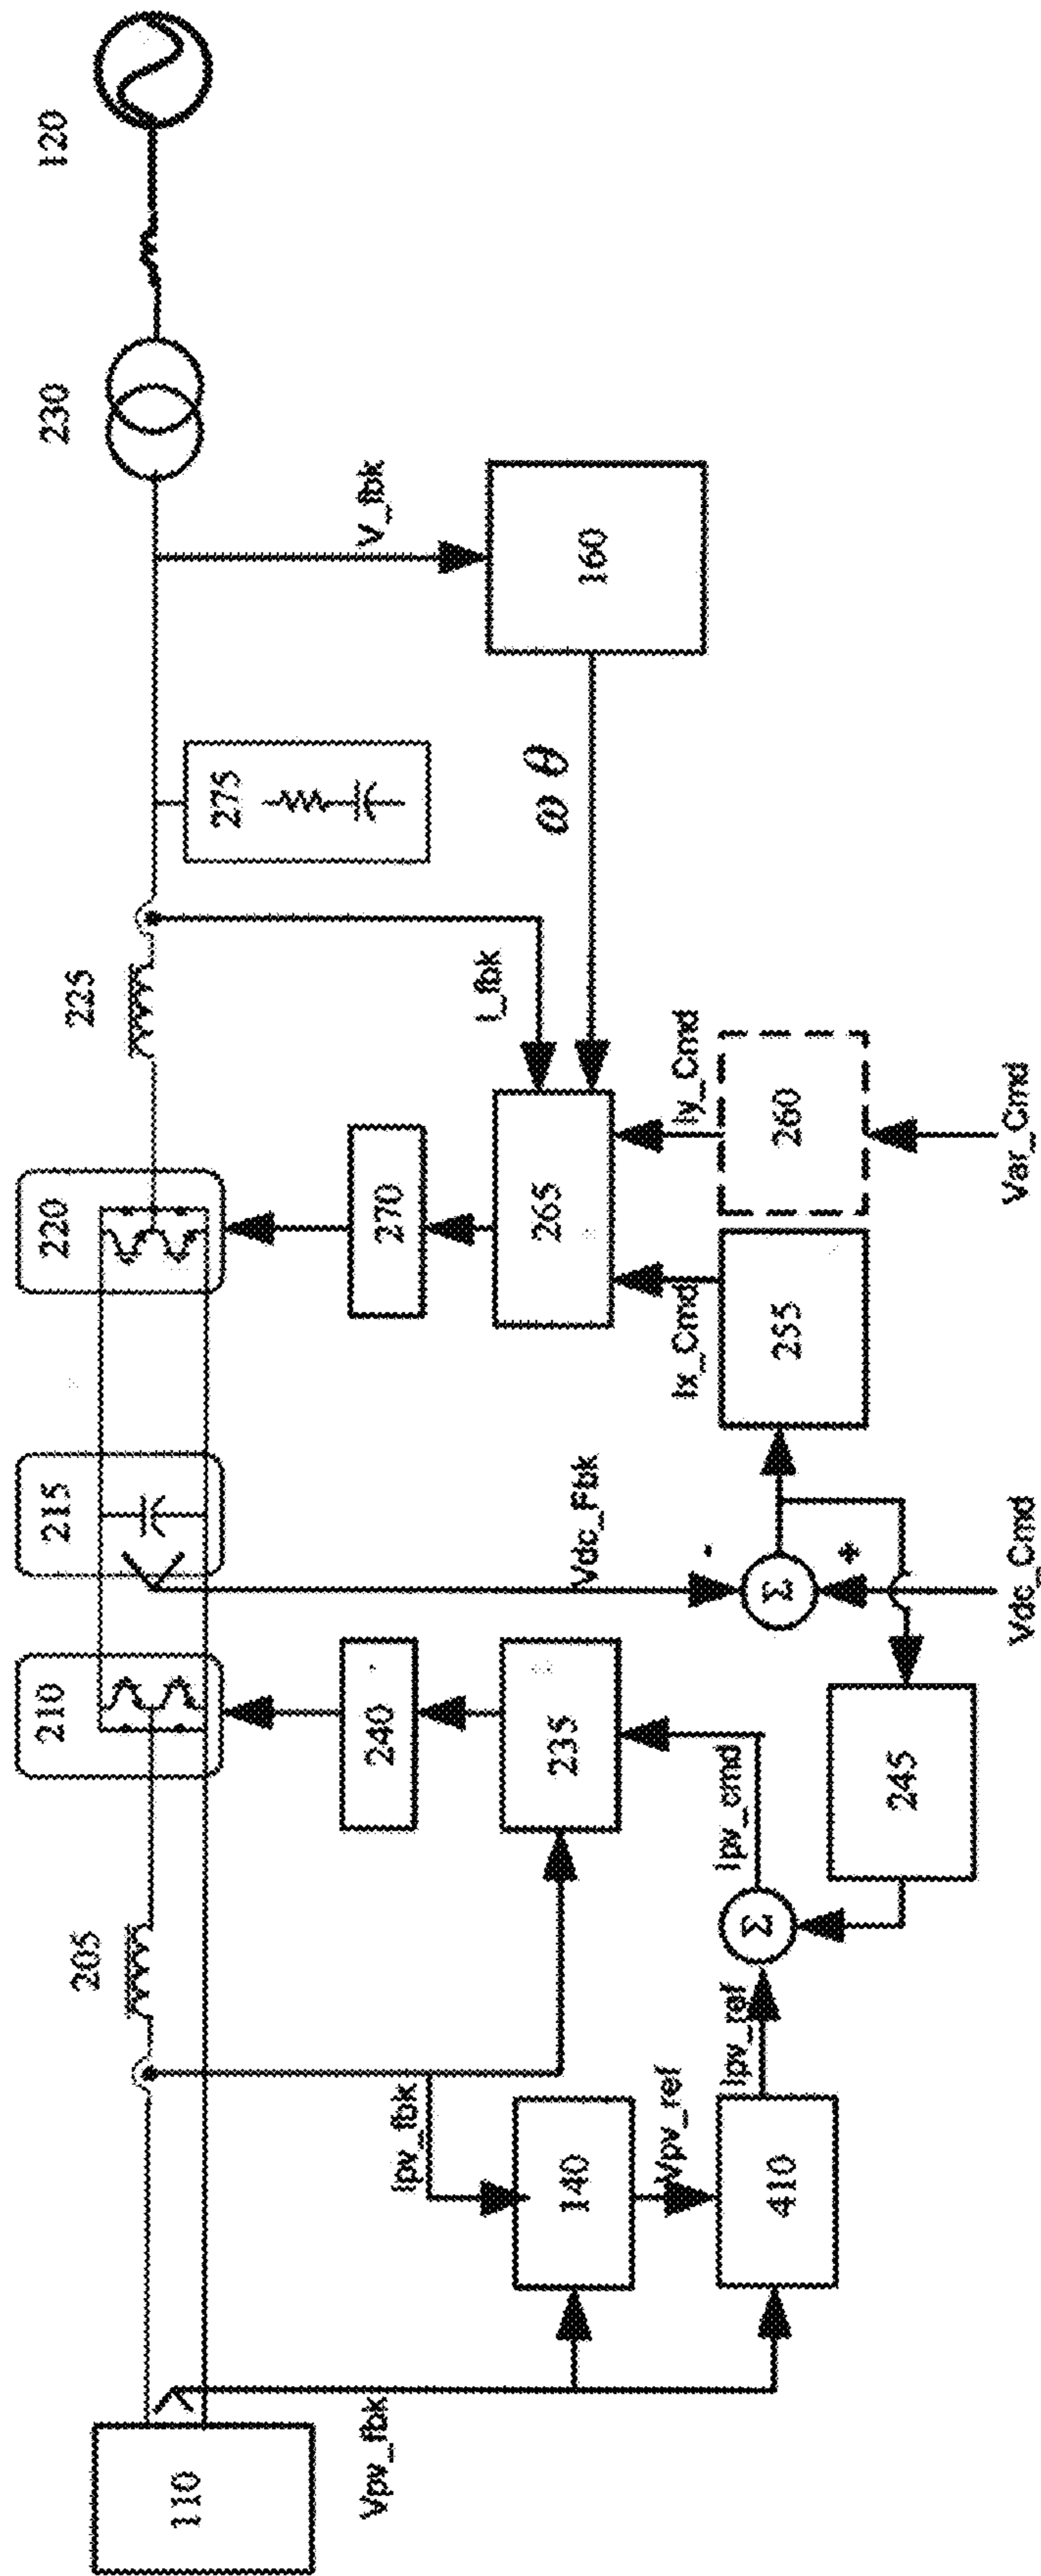 110
205
210
215
220
225
230
120
Vpv_fbk
Ipv_fbk
240
Vdc_Fbk
270
I_fbk
275
V_fbk
140
235
265
ω θ
160
Vpv_ref
410
Ipv_ref
Σ
Ipv_cmd
Σ
-
+
Ix_Cmd
Iy_Cmd
255
260
245
Vdc_Cmd
Var_Cmd